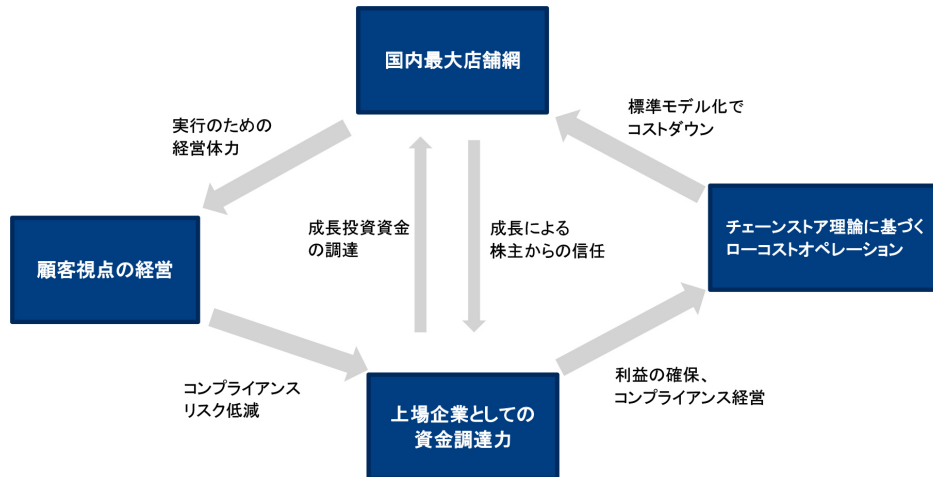 国内最大店舗網
実行のための
経営体力
標準モデル化で
コストダウン
成長投資資金
の調達
成長による
株主からの信任
チェーンストア理論に基づく
ローコストオペレーション
顧客視点の経営
コンプライアンス
リスク低減
上場企業としての
資金調達力
利益の確保、
コンプライアンス経営